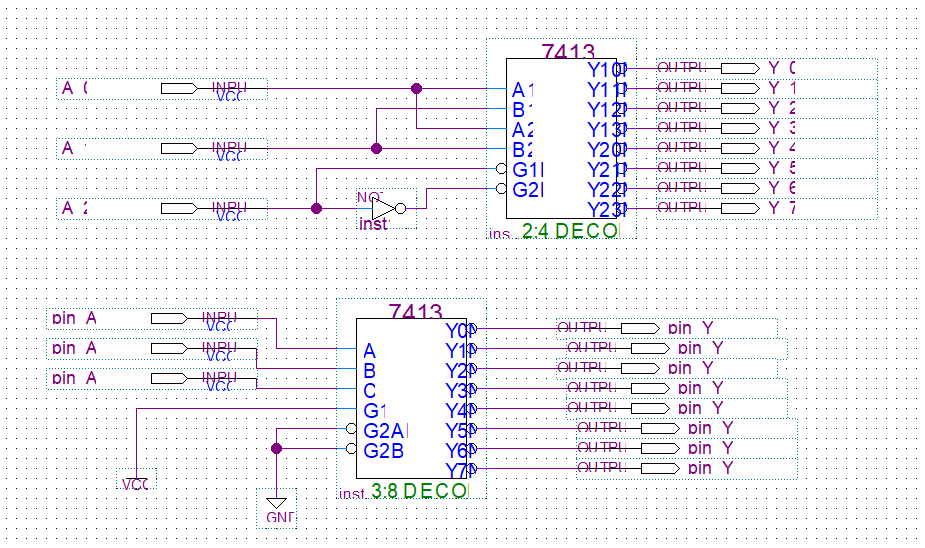 7413
A 0 INPU VCC Y10 OUTPU Y 0
A1 Y11 OUTPU Y 1
B1 Y12 OUTPU Y 2
A2 Y13 OUTPU Y 3
A INPU VCC B2 Y20 OUTPU Y 4
G1 Y21 OUTPU Y 5
NOT G2 Y22 OUTPU Y 6
A 2 INPU VCC Y23 OUTPU Y 7
inst
ins 2:4 DECO
7413
pin A INPU VCC Y0 OUTPU pin Y
pin A INPU VCC A Y1 OUTPU pin Y
B Y2 OUTPU pin Y
pin A INPU VCC C Y3 OUTPU pin Y
G1 Y4 OUTPU pin Y
G2A Y5 OUTPU pin Y
G2B Y6 OUTPU pin Y
Y7 OUTPU pin Y
VCC inst 3:8 DECO
GND